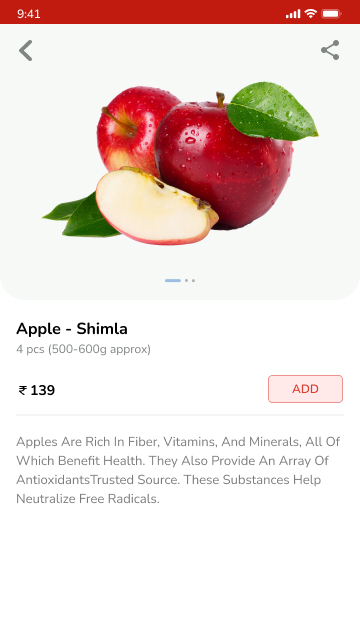 9:41
Apple - Shimla
4 pcs (500-600g approx)
₹ 139
ADD
Apples Are Rich In Fiber, Vitamins, And Minerals, All Of
Which Benefit Health. They Also Provide An Array Of
AntioxidantsTrusted Source. These Substances Help
Neutralize Free Radicals.